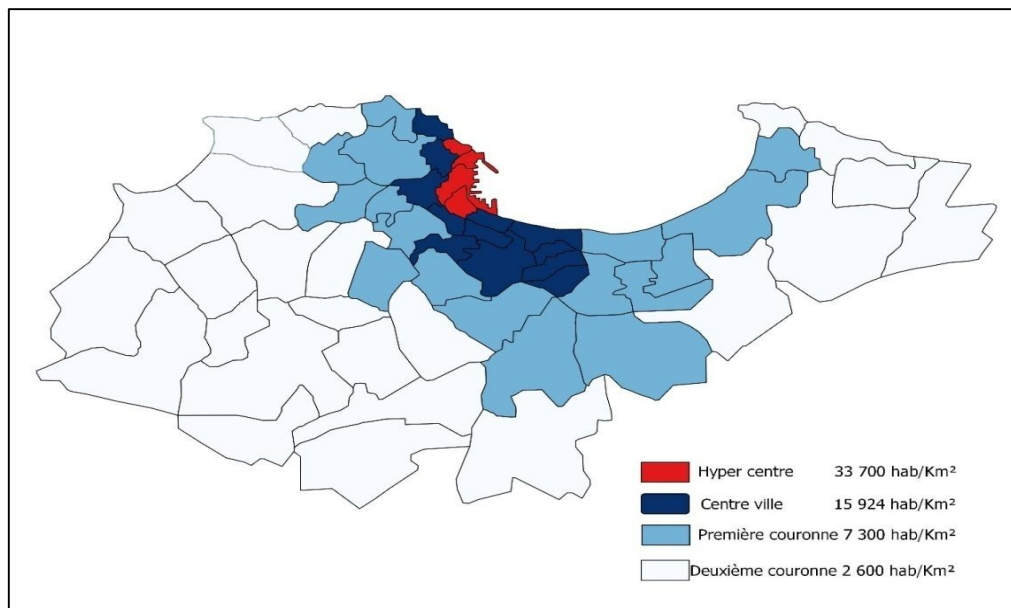 Hyper centre 33 700 hab/Km²
Centre ville 15 924 hab/Km²
Première couronne 7 300 hab/Km²
Deuxième couronne 2 600 hab/Km²